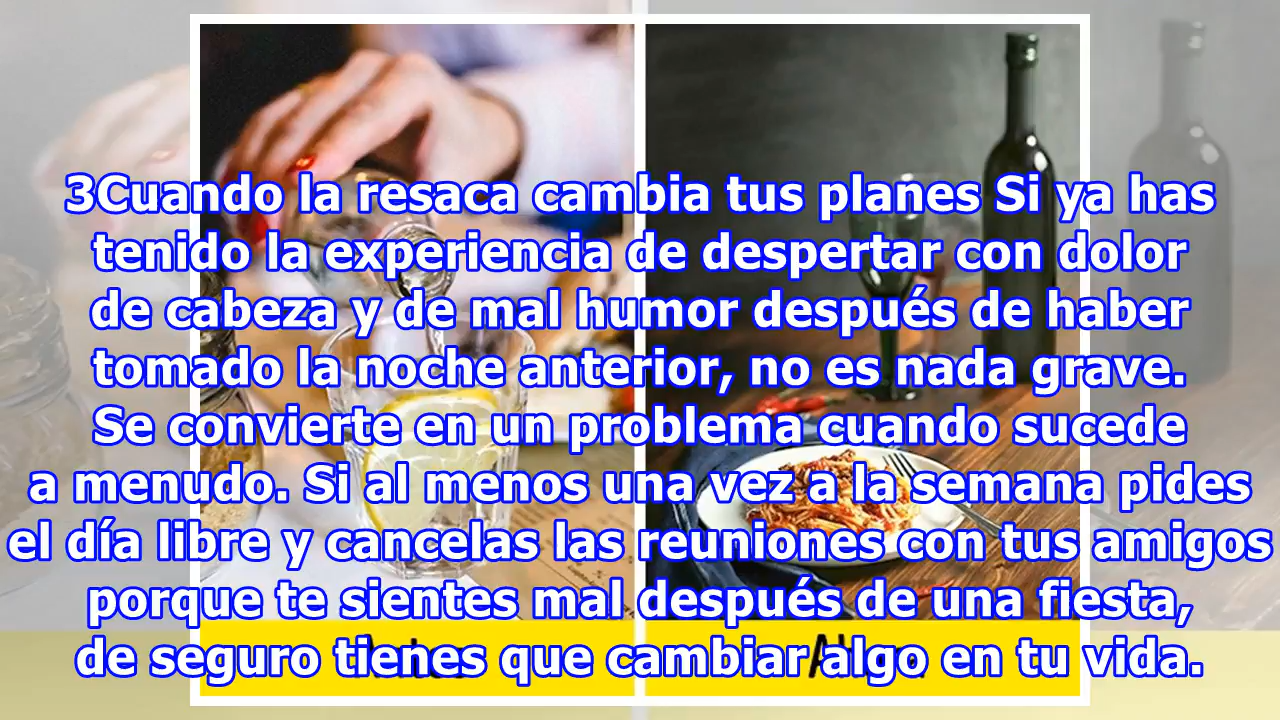 3Cuando la resaca cambia tus planes Si ya has
tenido la experiencia de despertar con dolor
de cabeza y de mal humor después de haber
tomado la noche anterior, no es nada grave.
Se convierte en un problema cuando sucede
a menudo. Si al menos una vez a la semana pides
el día libre y cancelas las reuniones con tus amigos
porque te sientes mal después de una fiesta,
de seguro tienes que cambiar algo en tu vida.